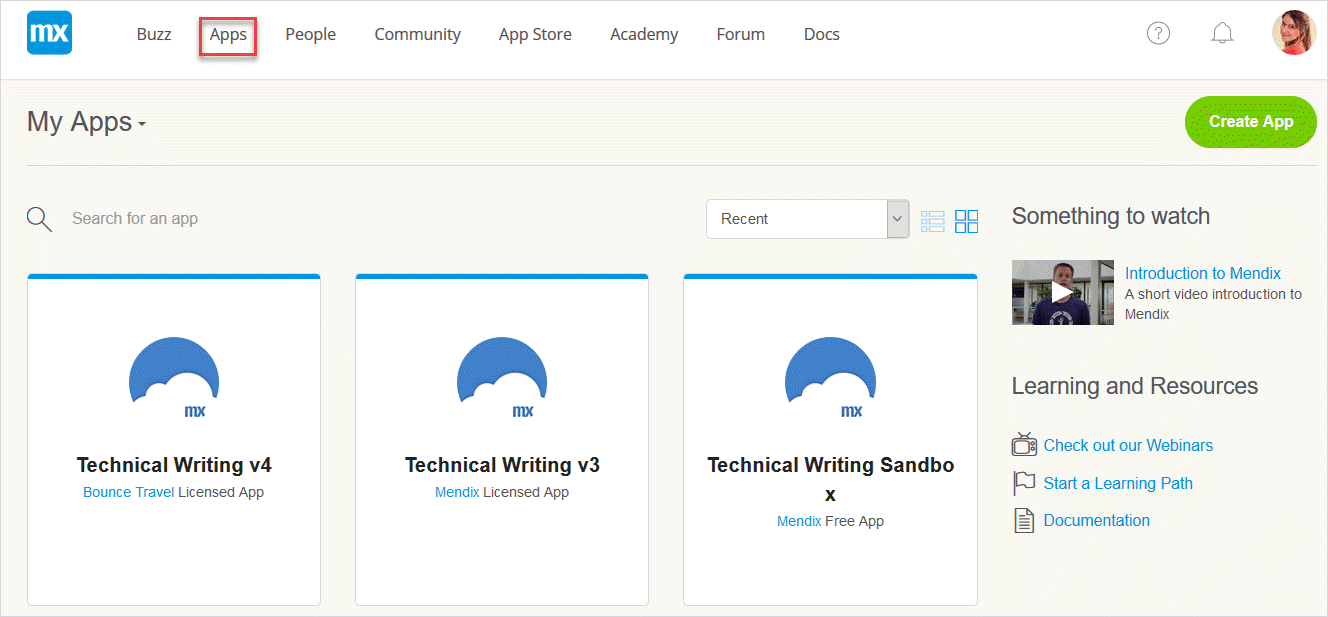 mx
Buzz
Apps
People
Community
App Store
Academy
Forum
Docs
?
My Apps
Create App
Search for an app
Recent
mx
Technical Writing v4
Bounce Travel Licensed App
mx
Technical Writing v3
Mendix Licensed App
mx
Technical Writing Sandbo
x
Mendix Free App
Something to watch
Introduction to Mendix
A short video introduction to
Mendix
Learning and Resources
Check out our Webinars
Start a Learning Path
Documentation